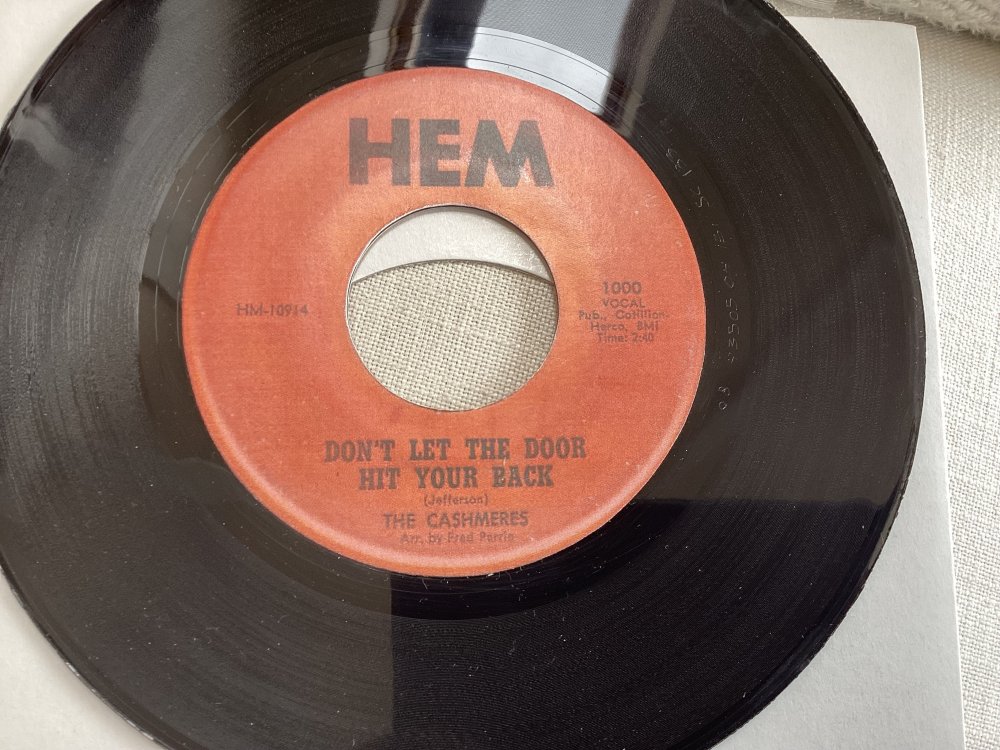 HEM
HM-10914
1000
VOCAL
Pub., Cotillion-
Herco, BMI
Time: 2:40
DON'T LET THE DOOR
HIT YOUR BACK
(Jefferson)
THE CASHMERES
Arr. by Fred Perrin